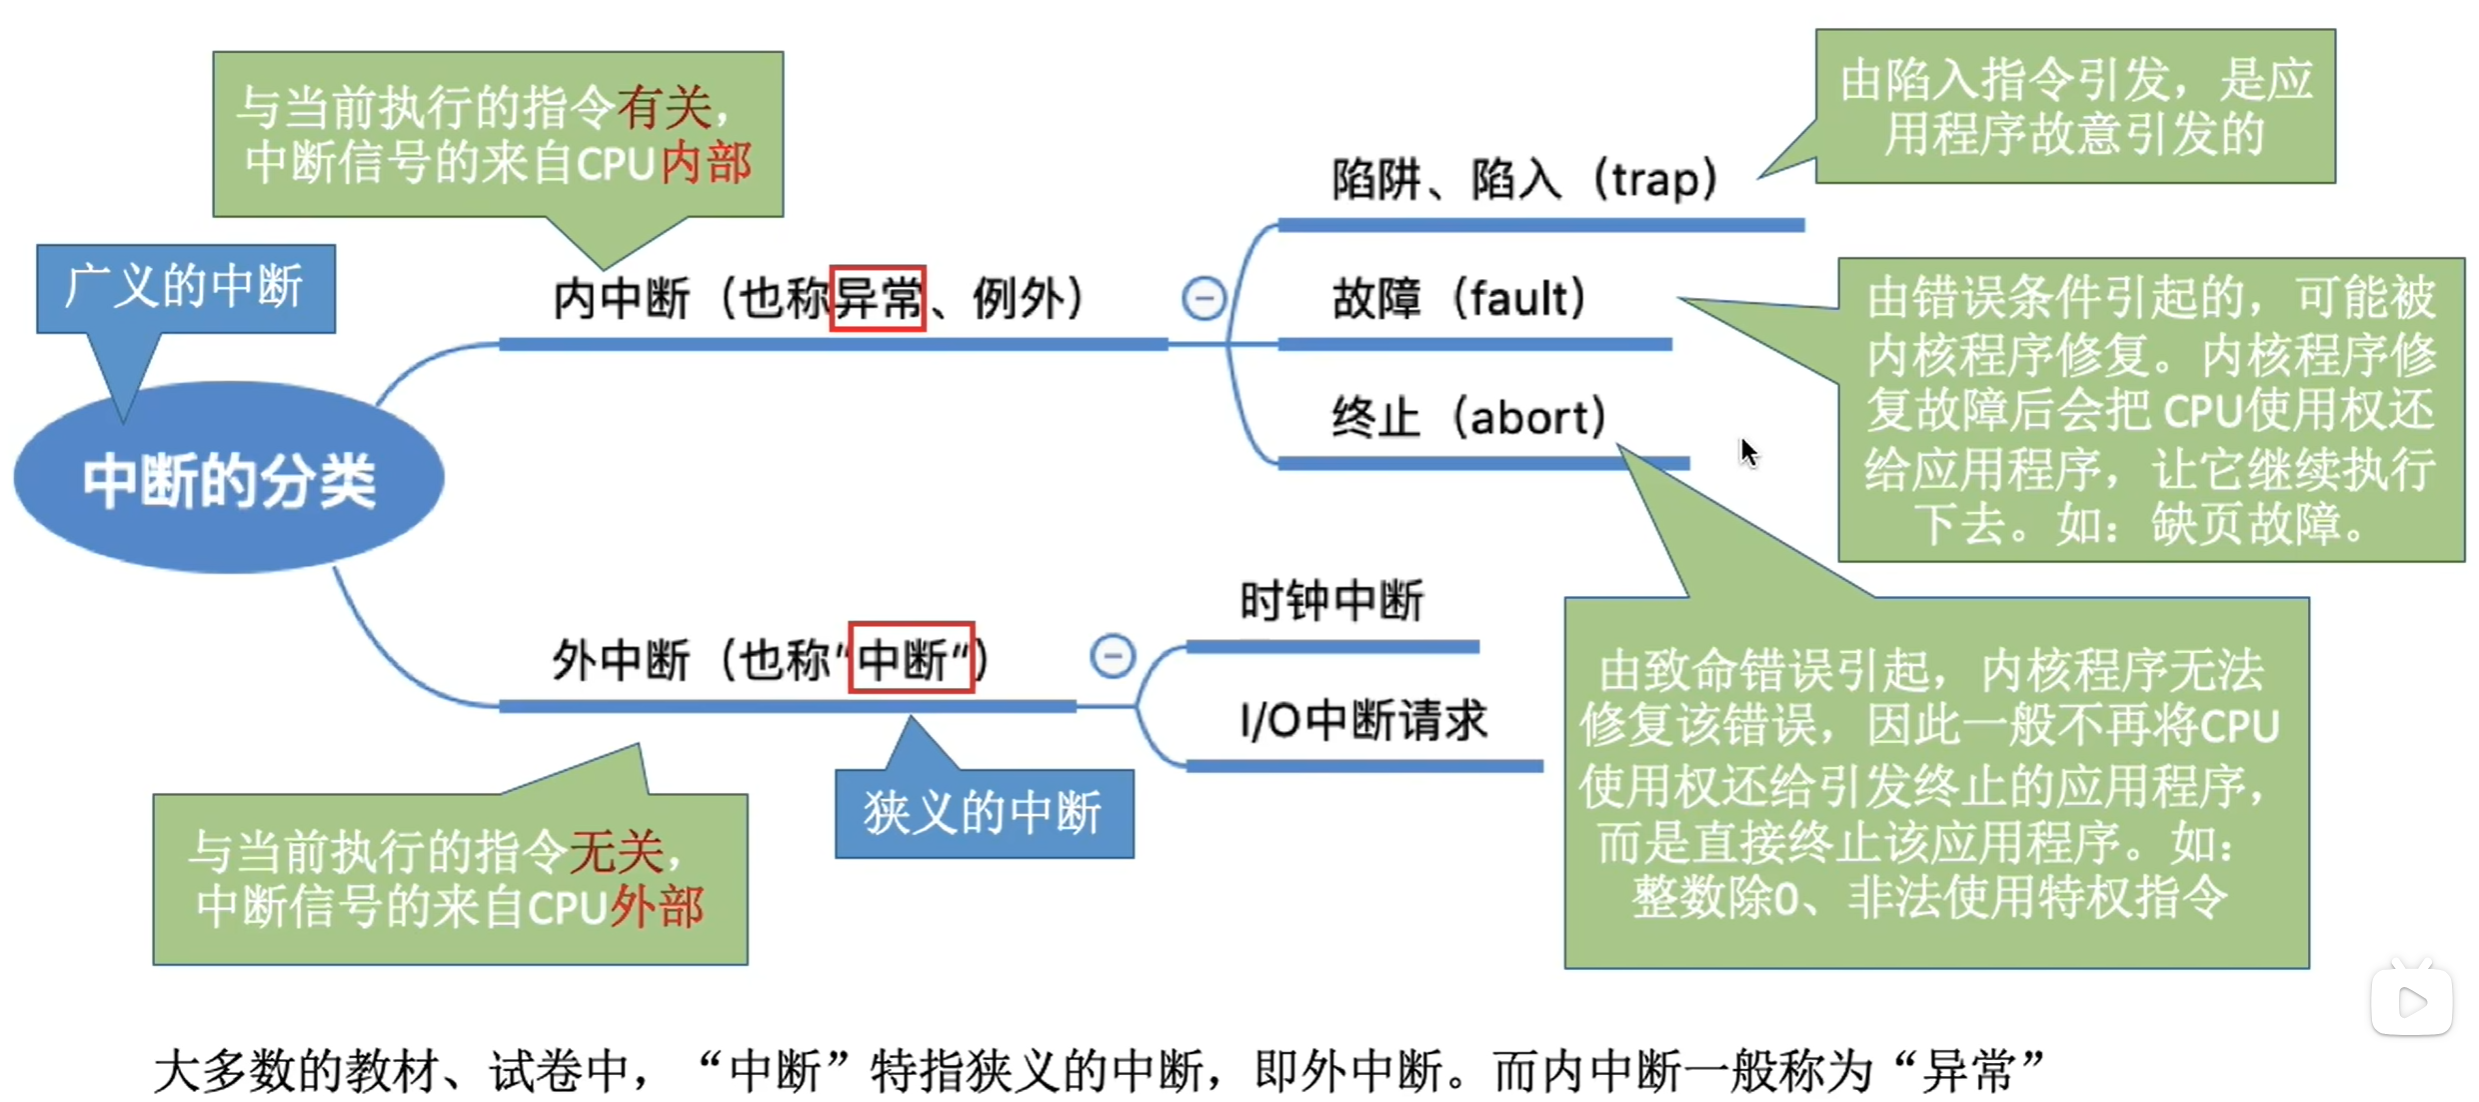 与当前执行的指令有关，
中断信号的来自CPU内部
广义的中断
中断的分类
内中断（也称异常、例外）
陷阱、陷入（trap）
由陷入指令引发，是应
用程序故意引发的
故障（fault）
由错误条件引起的，可能被
内核程序修复。内核程序修
复故障后会把 CPU使用权还
给应用程序，让它继续执行
下去。如：缺页故障。
终止（abort）
由致命错误引起，内核程序无法
修复该错误，因此一般不再将CPU
使用权还给引发终止的应用程序，
而是直接终止该应用程序。如：
整数除0、非法使用特权指令
外中断（也称“中断“）
时钟中断
I/O中断请求
狭义的中断
与当前执行的指令无关，
中断信号的来自CPU外部
大多数的教材、试卷中，“中断”特指狭义的中断，即外中断。而内中断一般称为“异常”